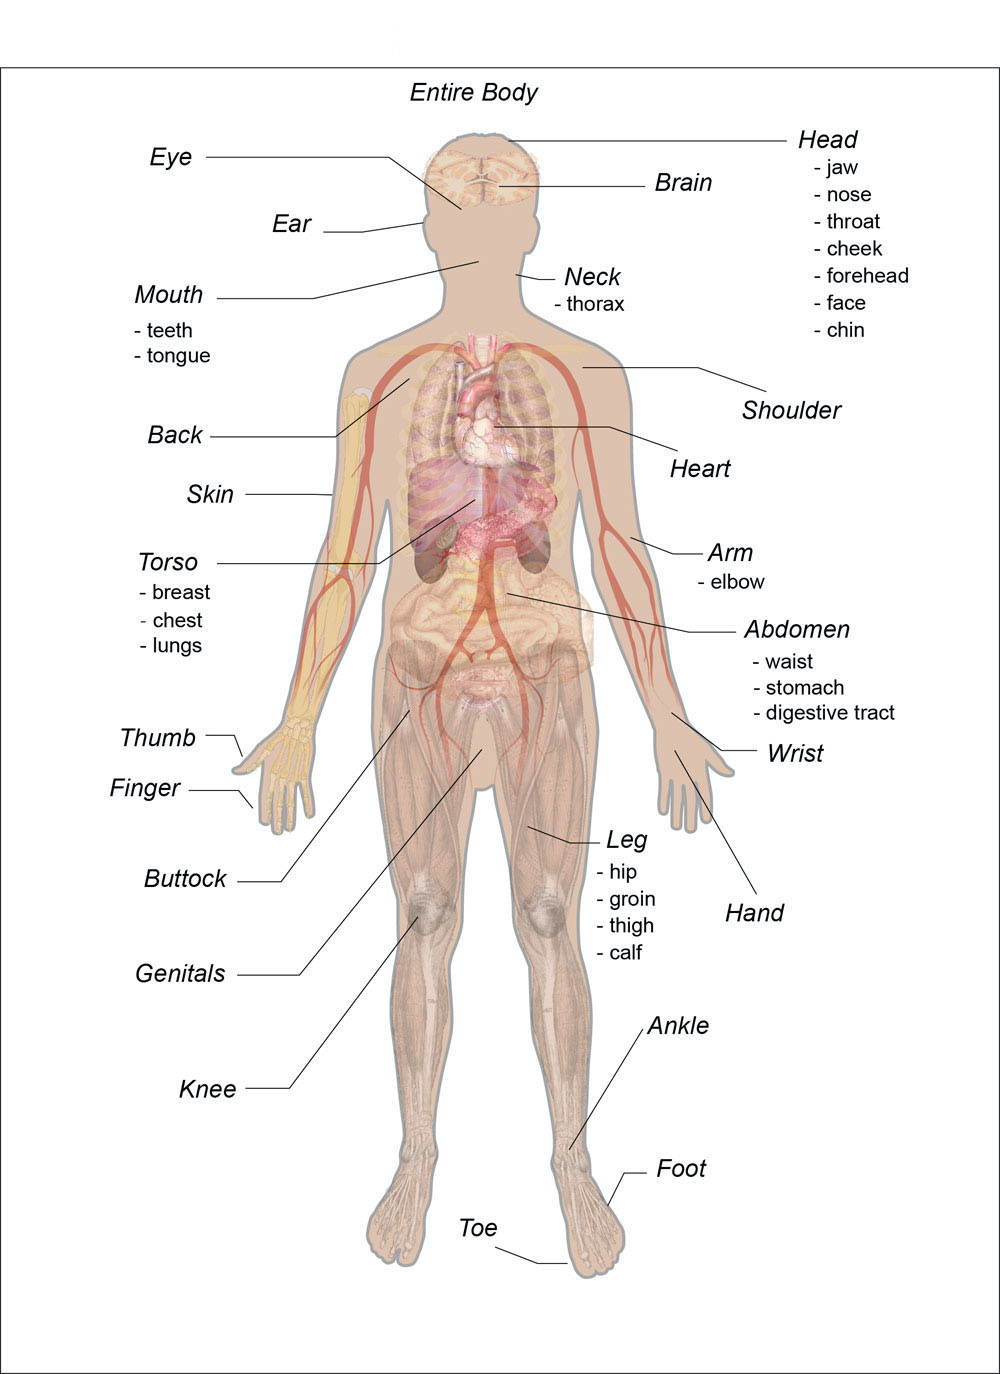 Entire Body
Eye
Ear
Mouth
- teeth
- tongue
Back
Skin
Torso
- breast
- chest
- lungs
Thumb
Finger
Buttock
Genitals
Knee
Toe
Head
- jaw
- nose
- throat
- cheek
- forehead
- face
- chin
Brain
Neck
- thorax
Shoulder
Heart
Arm
- elbow
Abdomen
- waist
- stomach
- digestive tract
Wrist
Leg
- hip
- groin
- thigh
- calf
Hand
Ankle
Foot